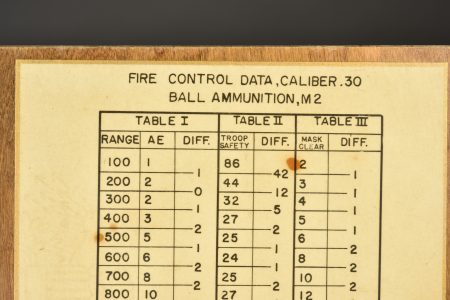 FIRE CONTROL DATA, CALIBER .30
BALL AMMUNITION, M2
TABLE I TABLE II TABLE III
RANGE AE DIFF. TROOP SAFETY DIFF. MASK CLEAR DIFF.
100 1 86 2
1 42 1
200 2 44 3
0 12 1
300 2 32 4
1 5 1
400 3 27 5
2 2 1
500 5 25 6
1 1 2
600 6 24 8
2 1 2
700 8 25 10
2 2 2
800 10 27 12